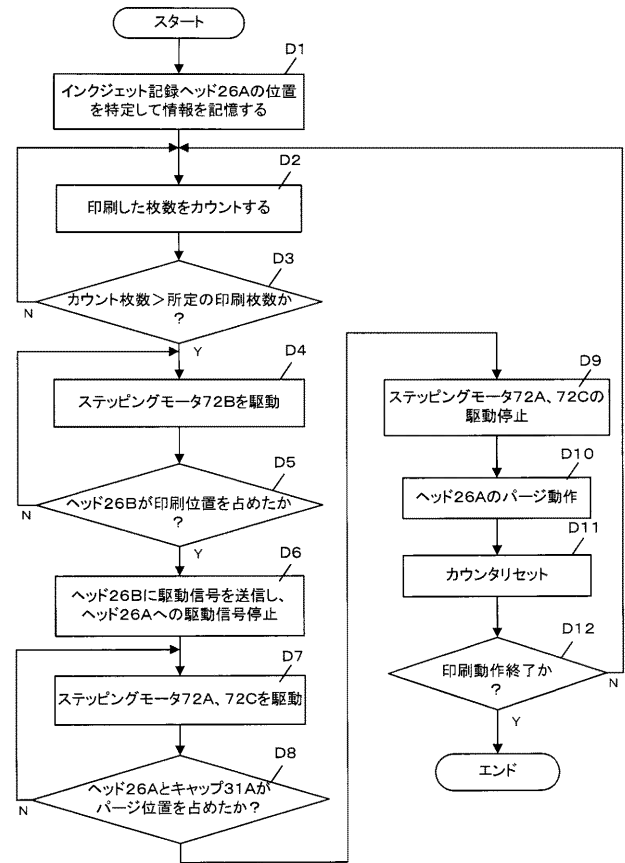 スタート
D1
インクジェット記録ヘッド26Aの位置
を特定して情報を記憶する
D2
印刷した枚数をカウントする
D3
カウント枚数>所定の印刷枚数か
?
N
Y
D4
ステッピングモータ72Bを駆動
D5
ヘッド26Bが印刷位置を占めたか
?
N
Y
D6
ヘッド26Bに駆動信号を送信し、
ヘッド26Aへの駆動信号停止
D7
ステッピングモータ72A、72Cを駆動
D8
ヘッド26Aとキャップ31Aが
パージ位置を占めたか?
N
D9
ステッピングモータ72A、72Cの
駆動停止
D10
ヘッド26Aのパージ動作
D11
カウンタリセット
D12
印刷動作終了か
?
N
Y
エンド